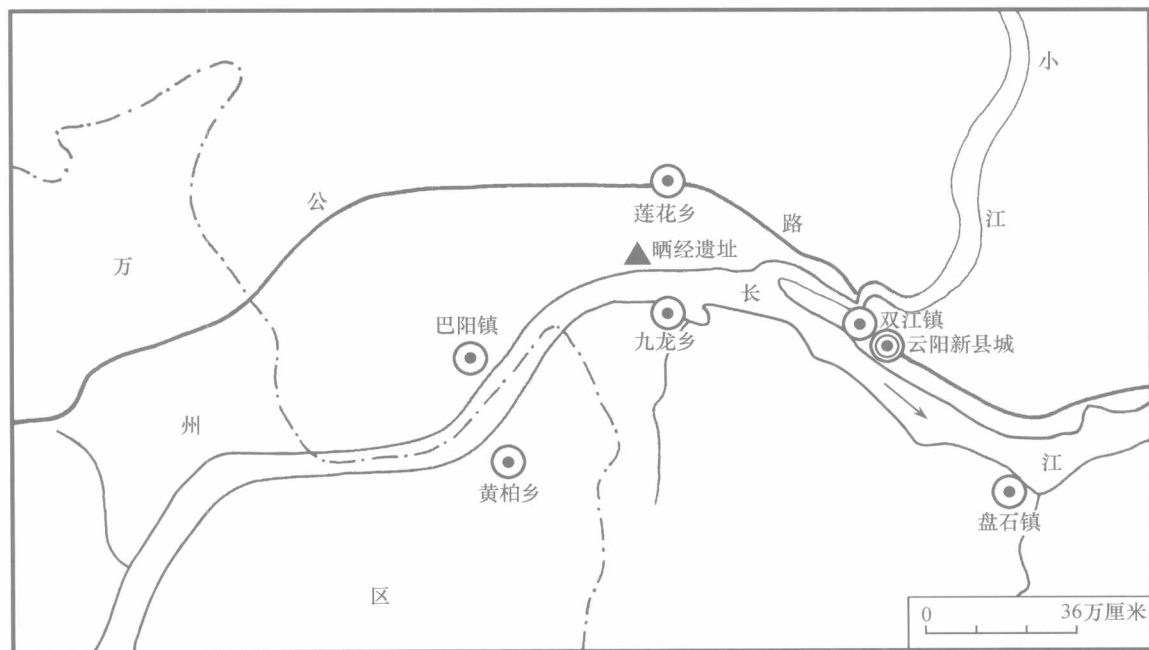 小
江
公
路
莲花乡
晒经遗址
万
长
巴阳镇
九龙乡
双江镇
云阳新县城
州
黄柏乡
江
盘石镇
区
0 36万厘米